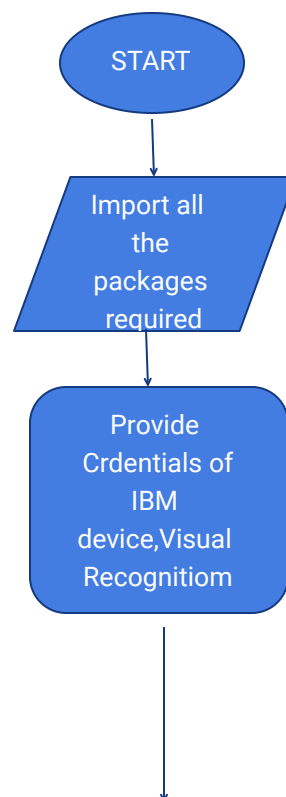 START
Import all
the
packages
required
Provide
Crdentials of
IBM
device,Visual
Recognitiom